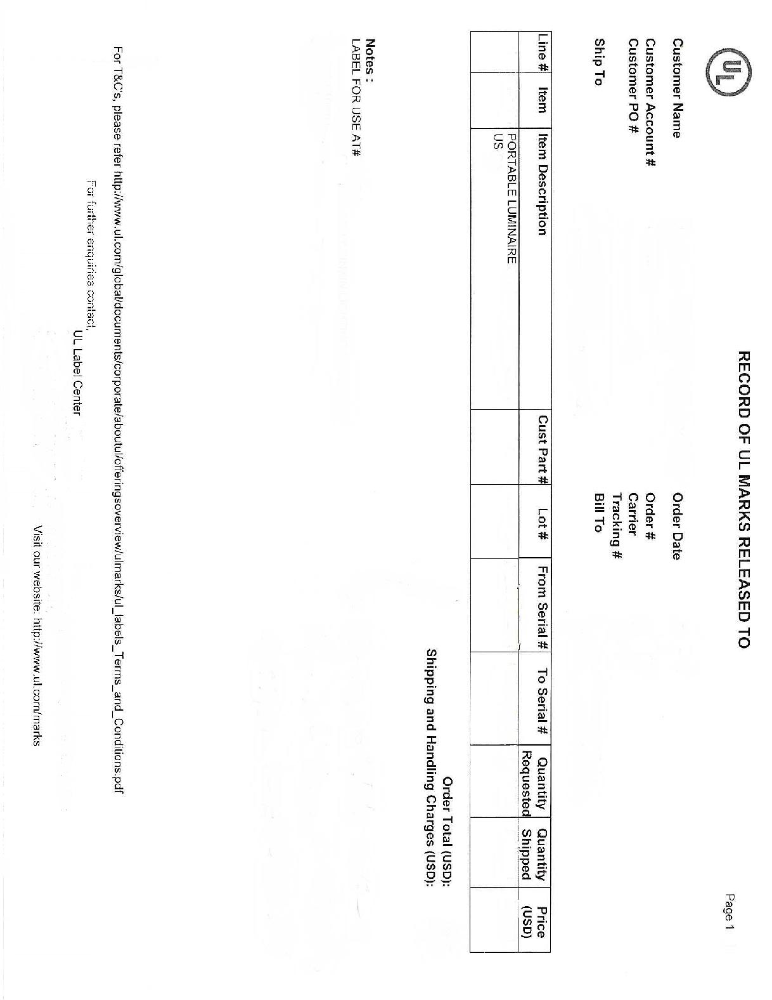 UL
RECORD OF UL MARKS RELEASED TO
Page 1
Customer Name
Order Date
Customer Account #
Order #
Customer PO #
Carrier
Tracking #
Ship To
Bill To
Line # Item Item Description Cust Part # Lot # From Serial # To Serial # Quantity Requested Quantity Shipped Price (USD)
PORTABLE LUMINAIRE
US
Order Total (USD):
Shipping and Handling Charges (USD):
Notes :
LABEL FOR USE AT#
For T&C's, please refer http://www.ul.com/global/documents/corporate/aboutul/offeringsoverview/ulmarks/ul_labels_Terms_and_Conditions.pdf
For further enquiries contact,
UL Label Center
Visit our website: http://www.ul.com/marks